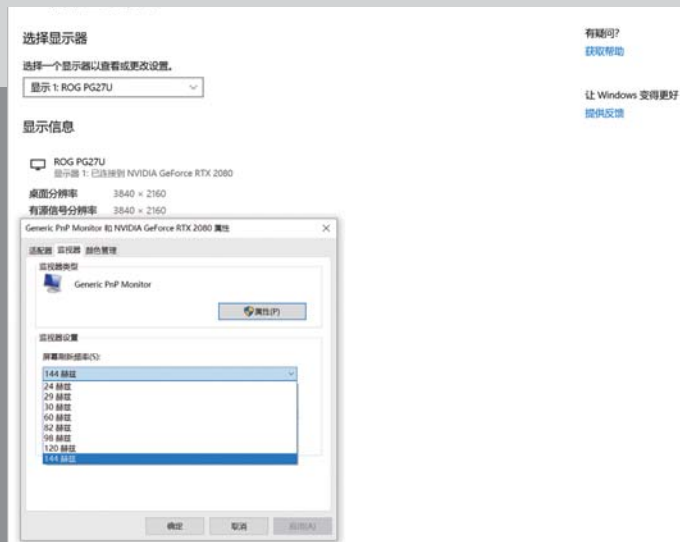 选择显示器
选择一个显示器以查看或更改设置。
显示 1: ROG PG27U
显示信息
ROG PG27U
显示器 1: 已连接到 NVIDIA GeForce RTX 2080
桌面分辨率 3840 × 2160
有源信号分辨率 3840 × 2160
Generic PnP Monitor 和 NVIDIA GeForce RTX 2080 属性
适配器 监视器 颜色管理
监视器类型
Generic PnP Monitor
属性(P)
监视器设置
屏幕刷新频率(S):
144 赫兹
24 赫兹
29 赫兹
30 赫兹
60 赫兹
82 赫兹
98 赫兹
120 赫兹
144 赫兹
确定 取消 应用(A)
有疑问?
获取帮助
让 Windows 变得更好
提供反馈